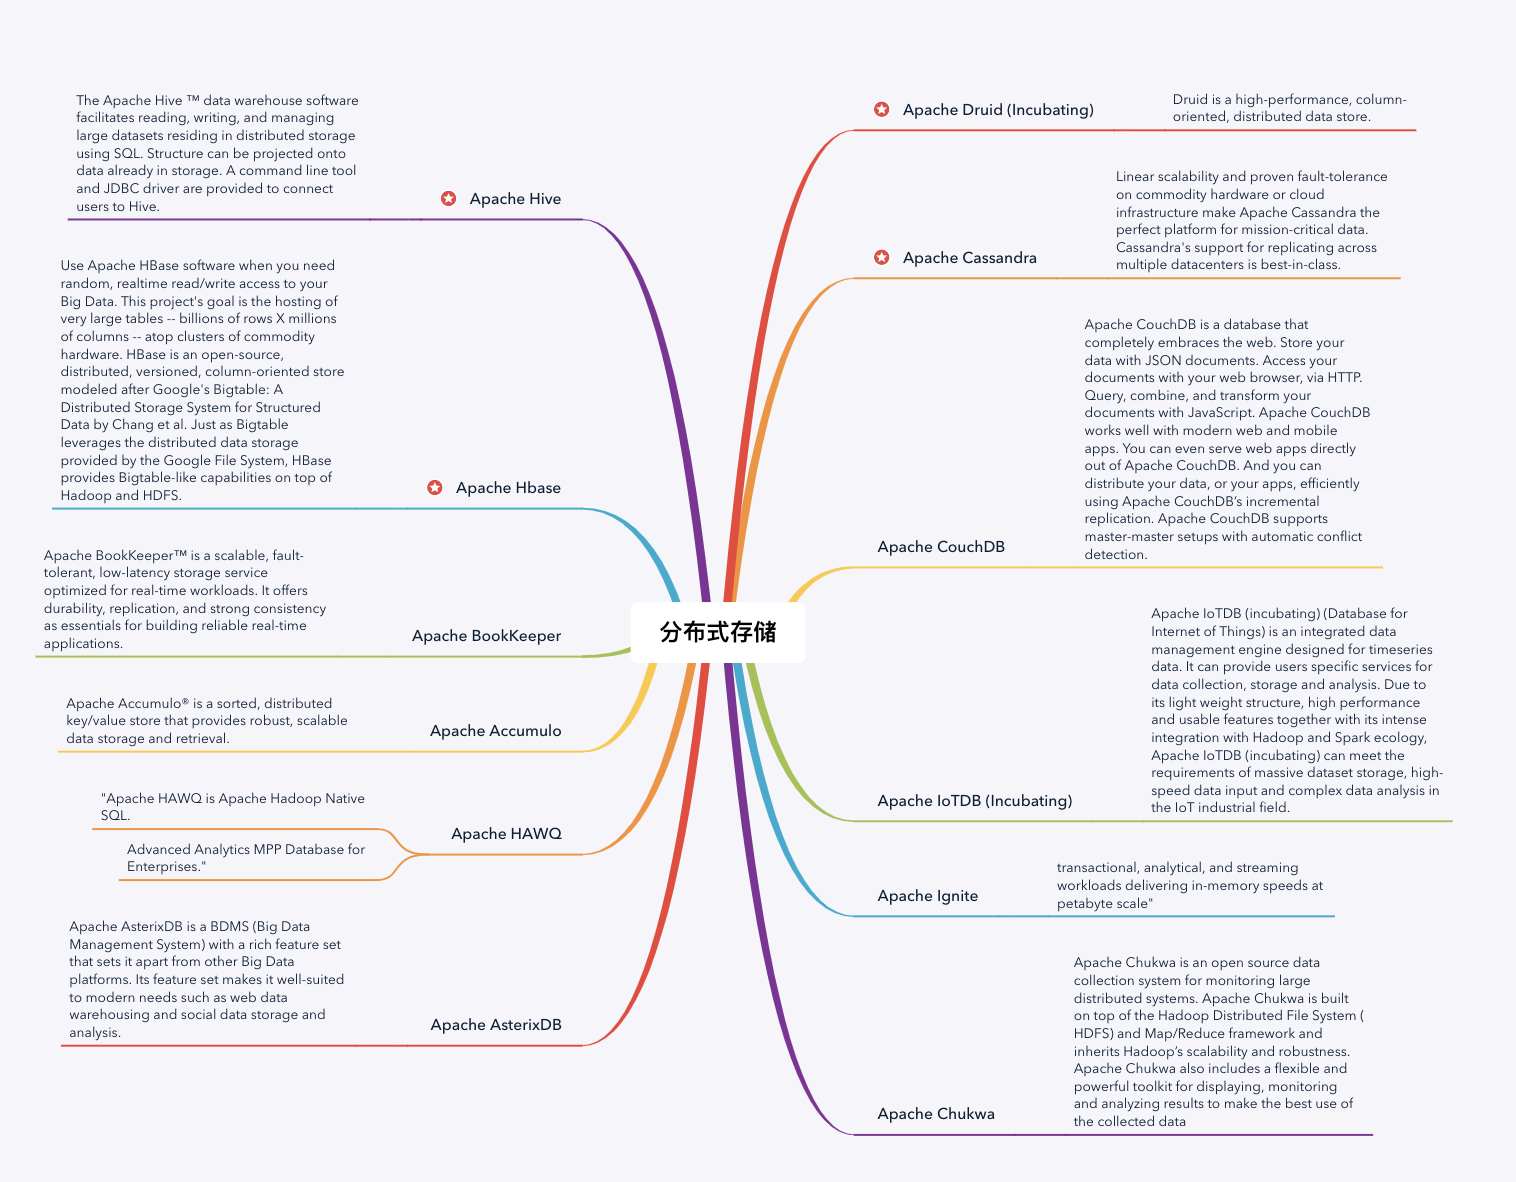 分布式存储
Apache Druid (Incubating)
Druid is a high-performance, column-
oriented, distributed data store.
Apache Cassandra
Linear scalability and proven fault-tolerance
on commodity hardware or cloud
infrastructure make Apache Cassandra the
perfect platform for mission-critical data.
Cassandra's support for replicating across
multiple datacenters is best-in-class.
Apache CouchDB
Apache CouchDB is a database that
completely embraces the web. Store your
data with JSON documents. Access your
documents with your web browser, via HTTP.
Query, combine, and transform your
documents with JavaScript. Apache CouchDB
works well with modern web and mobile
apps. You can even serve web apps directly
out of Apache CouchDB. And you can
distribute your data, or your apps, efficiently
using Apache CouchDB’s incremental
replication. Apache CouchDB supports
master-master setups with automatic conflict
detection.
Apache IoTDB (Incubating)
Apache IoTDB (incubating) (Database for
Internet of Things) is an integrated data
management engine designed for timeseries
data. It can provide users specific services for
data collection, storage and analysis. Due to
its light weight structure, high performance
and usable features together with its intense
integration with Hadoop and Spark ecology,
Apache IoTDB (incubating) can meet the
requirements of massive dataset storage, high-
speed data input and complex data analysis in
the IoT industrial field.
Apache Ignite
transactional, analytical, and streaming
workloads delivering in-memory speeds at
petabyte scale"
Apache Chukwa
Apache Chukwa is an open source data
collection system for monitoring large
distributed systems. Apache Chukwa is built
on top of the Hadoop Distributed File System (
HDFS) and Map/Reduce framework and
inherits Hadoop’s scalability and robustness.
Apache Chukwa also includes a flexible and
powerful toolkit for displaying, monitoring
and analyzing results to make the best use of
the collected data
Apache Hive
The Apache Hive ™ data warehouse software
facilitates reading, writing, and managing
large datasets residing in distributed storage
using SQL. Structure can be projected onto
data already in storage. A command line tool
and JDBC driver are provided to connect
users to Hive.
Apache Hbase
Use Apache HBase software when you need
random, realtime read/write access to your
Big Data. This project's goal is the hosting of
very large tables -- billions of rows X millions
of columns -- atop clusters of commodity
hardware. HBase is an open-source,
distributed, versioned, column-oriented store
modeled after Google's Bigtable: A
Distributed Storage System for Structured
Data by Chang et al. Just as Bigtable
leverages the distributed data storage
provided by the Google File System, HBase
provides Bigtable-like capabilities on top of
Hadoop and HDFS.
Apache BookKeeper
Apache BookKeeper™ is a scalable, fault-
tolerant, low-latency storage service
optimized for real-time workloads. It offers
durability, replication, and strong consistency
as essentials for building reliable real-time
applications.
Apache Accumulo
Apache Accumulo® is a sorted, distributed
key/value store that provides robust, scalable
data storage and retrieval.
Apache HAWQ
"Apache HAWQ is Apache Hadoop Native
SQL.
Advanced Analytics MPP Database for
Enterprises."
Apache AsterixDB
Apache AsterixDB is a BDMS (Big Data
Management System) with a rich feature set
that sets it apart from other Big Data
platforms. Its feature set makes it well-suited
to modern needs such as web data
warehousing and social data storage and
analysis.